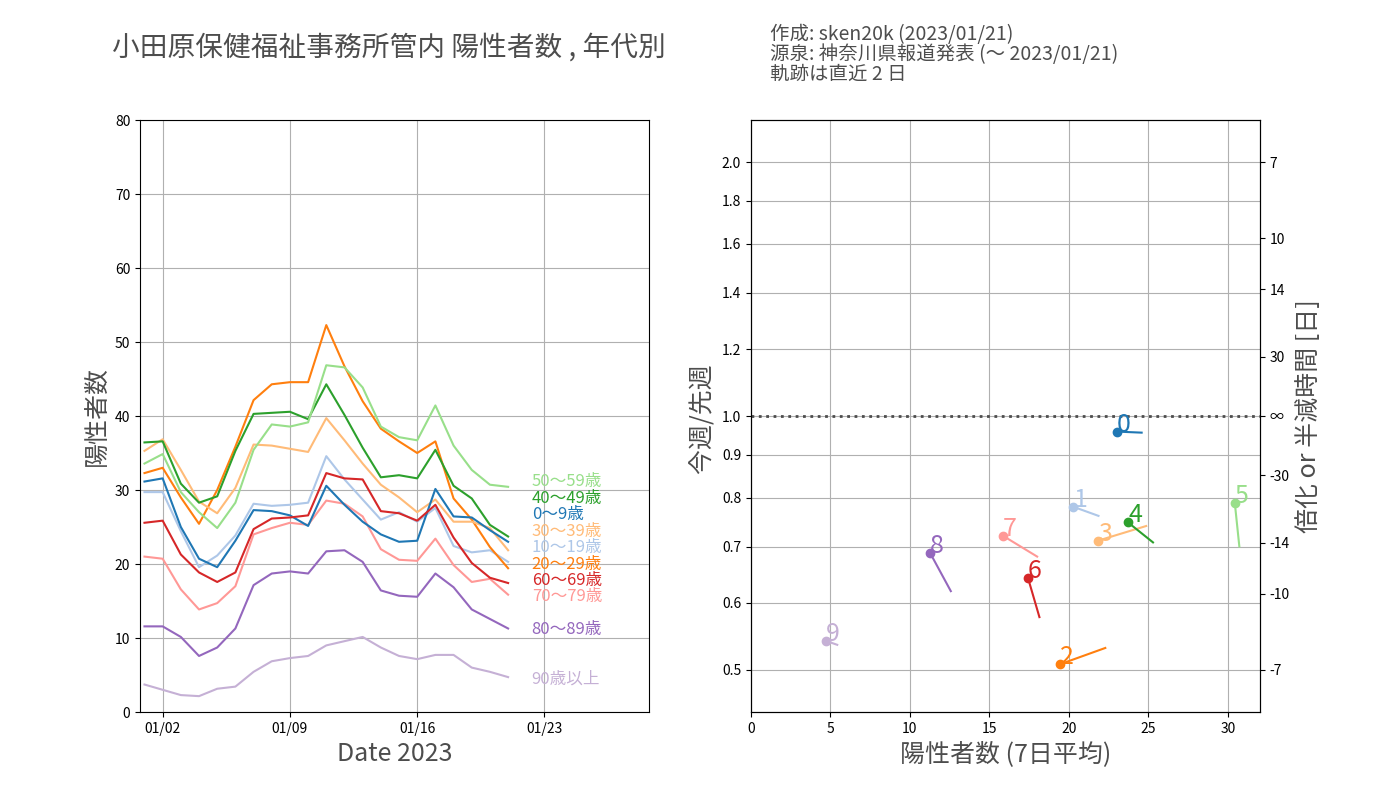 小田原保健福祉事務所管内 陽性者数 , 年代別
作成: sken20k (2023/01/21)
源泉: 神奈川県報道発表 (〜 2023/01/21)
軌跡は直近 2 日
陽性者数
80
70
60
50
40
30
20
10
0
50〜59歳
40〜49歳
0〜9歳
30〜39歳
10〜19歳
20〜29歳
60〜69歳
70〜79歳
80〜89歳
90歳以上
01/02
01/09
01/16
01/23
Date 2023
今週/先週
2.0
1.8
1.6
1.4
1.2
1.0
0.9
0.8
0.7
0.6
0.5
0
1
5
4
3
7
8
6
9
2
7
10
14
30
∞
-30
-14
-10
-7
倍化 or 半減時間 [日]
0
5
10
15
20
25
30
陽性者数 (7日平均)